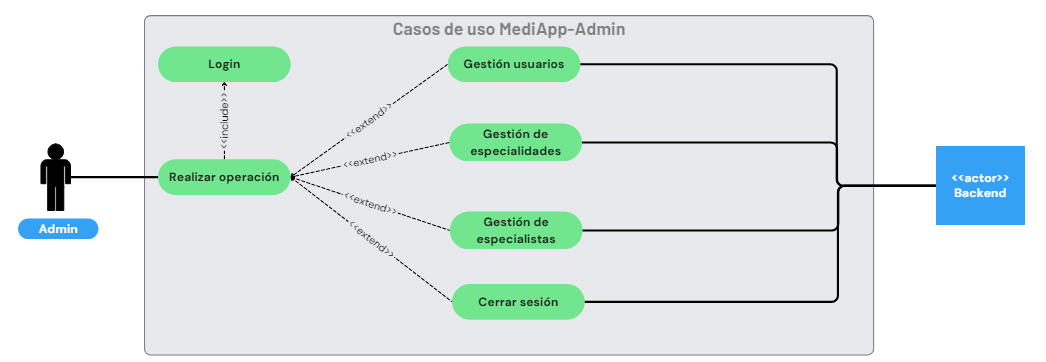 Casos de uso MediApp-Admin
Login
Gestión usuarios
<<extend>>
<<include>>
Gestión de
especialidades
<<extend>>
Realizar operación
<<actor>>
Backend
<<extend>>
Gestión de
especialistas
Admin
<<extend>>
Cerrar sesión